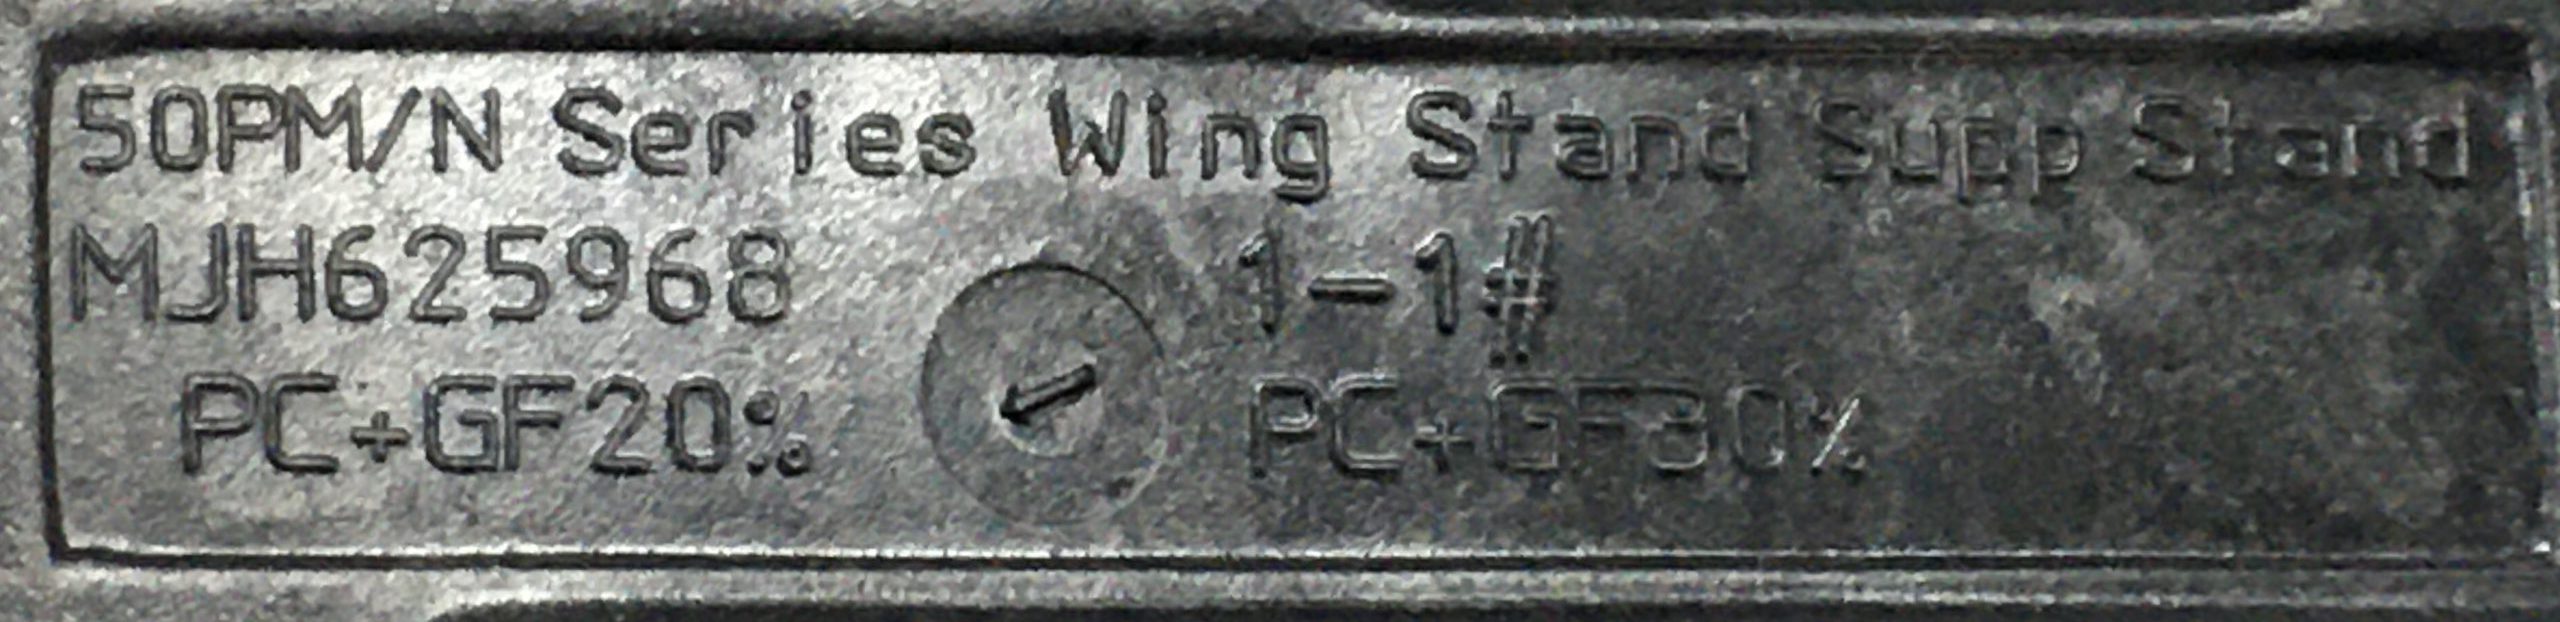 50PM/N Series Wing Stand Supp Stand
MJH625968 1-1#
PC+GF20% PC+GF30%